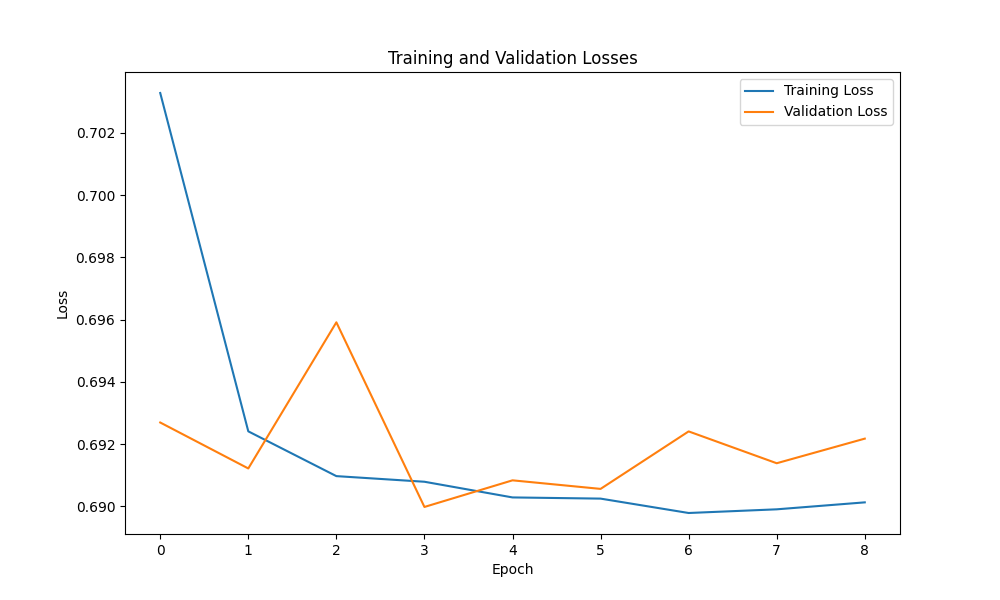 Training and Validation Losses
Training Loss
Validation Loss
0.702
0.700
0.698
0.696
0.694
0.692
0.690
Loss
0 1 2 3 4 5 6 7 8
Epoch